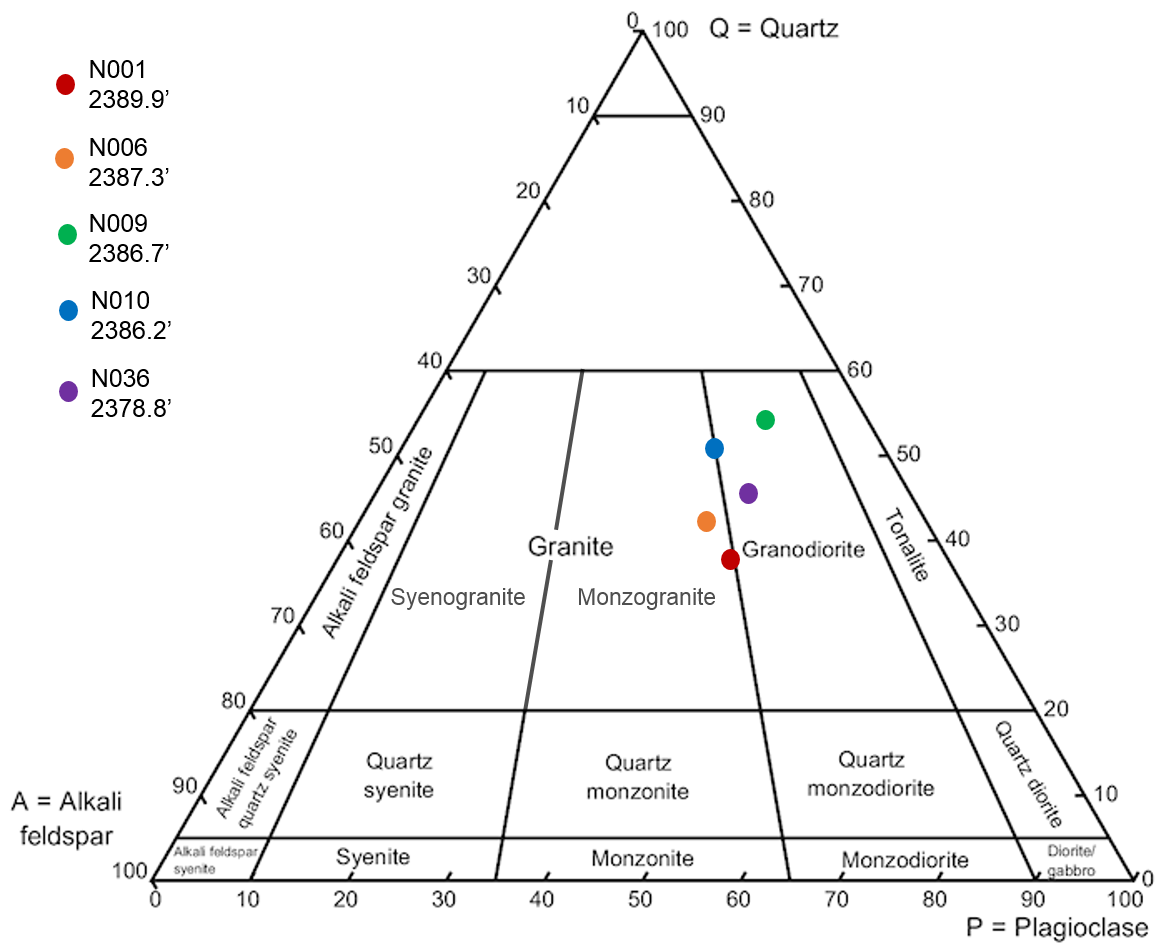 0
100
Q = Quartz
N001
2389.9’
10
90
N006
2387.3’
20
80
N009
2386.7’
30
70
N010
2386.2’
40
60
N036
2378.8’
50
50
Alkali feldspar granite
60
Granite
Granodiorite
Tonalite
40
Syenogranite
Monzogranite
70
30
80
20
Alkali feldspar
quartz syenite
Quartz
syenite
Quartz
monzonite
Quartz
monzodiorite
Quartz diorite
90
10
A = Alkali
feldspar
Alkali feldspar
syenite
Syenite
Monzonite
Monzodiorite
Diorite/
gabbro
100
0
0
10
20
30
40
50
60
70
80
90
100
P = Plagioclase